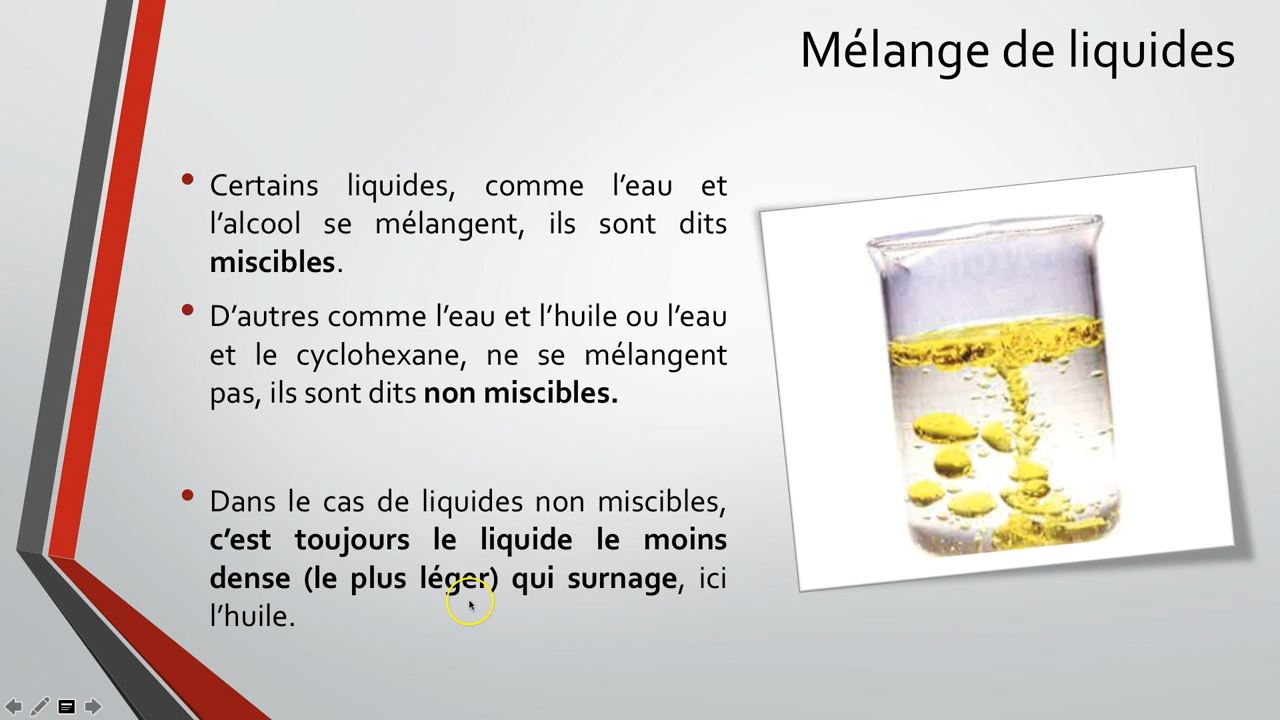 Mélange de liquides
• Certains liquides, comme l’eau et
l’alcool se mélangent, ils sont dits
miscibles.
• D’autres comme l’eau et l’huile ou l’eau
et le cyclohexane, ne se mélangent
pas, ils sont dits non miscibles.
• Dans le cas de liquides non miscibles,
c’est toujours le liquide le moins
dense (le plus léger) qui surnage, ici
l’huile.